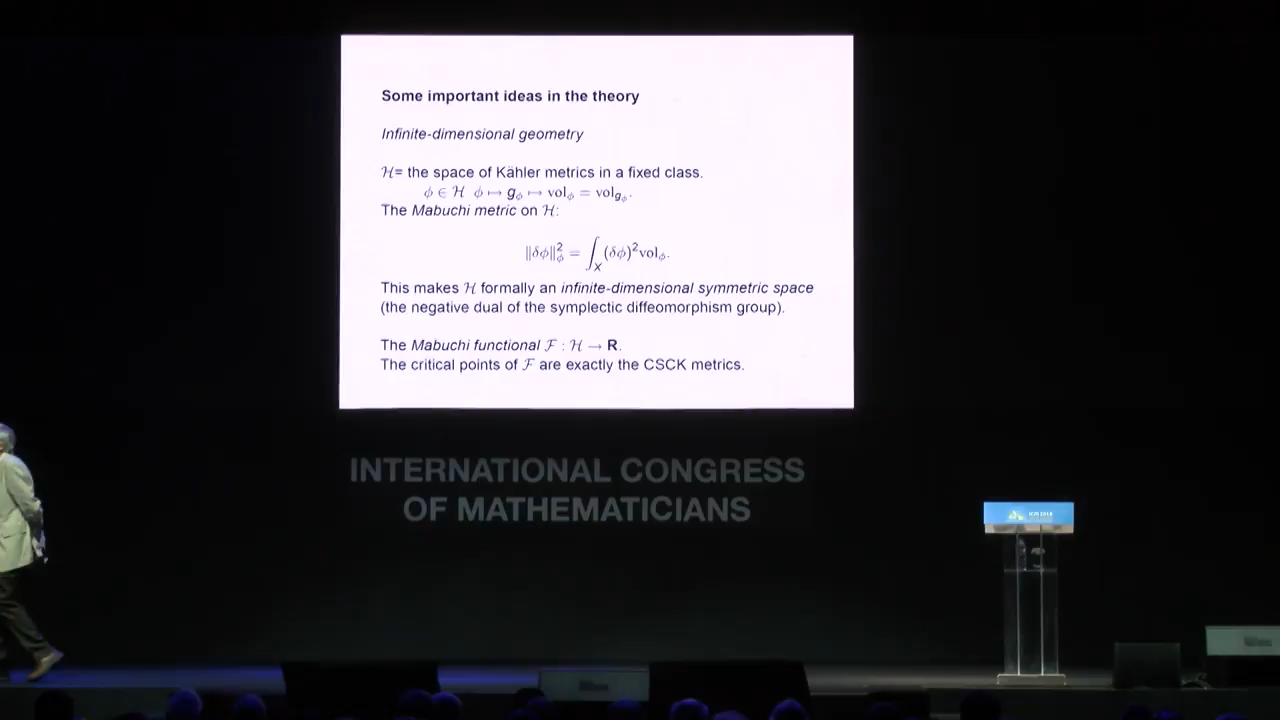 Some important ideas in the theory
Infinite-dimensional geometry
ℋ= the space of Kähler metrics in a fixed class.
ϕ ∈ ℋ ϕ ↦ g_ϕ ↦ vol_ϕ = vol_{g_ϕ}.
The Mabuchi metric on ℋ:
‖δϕ‖²_ϕ = ∫_X (δϕ)² vol_ϕ.
This makes ℋ formally an infinite-dimensional symmetric space
(the negative dual of the symplectic diffeomorphism group).
The Mabuchi functional ℱ : ℋ → R.
The critical points of ℱ are exactly the CSCK metrics.
INTERNATIONAL CONGRESS
OF MATHEMATICIANS
ICM 2018